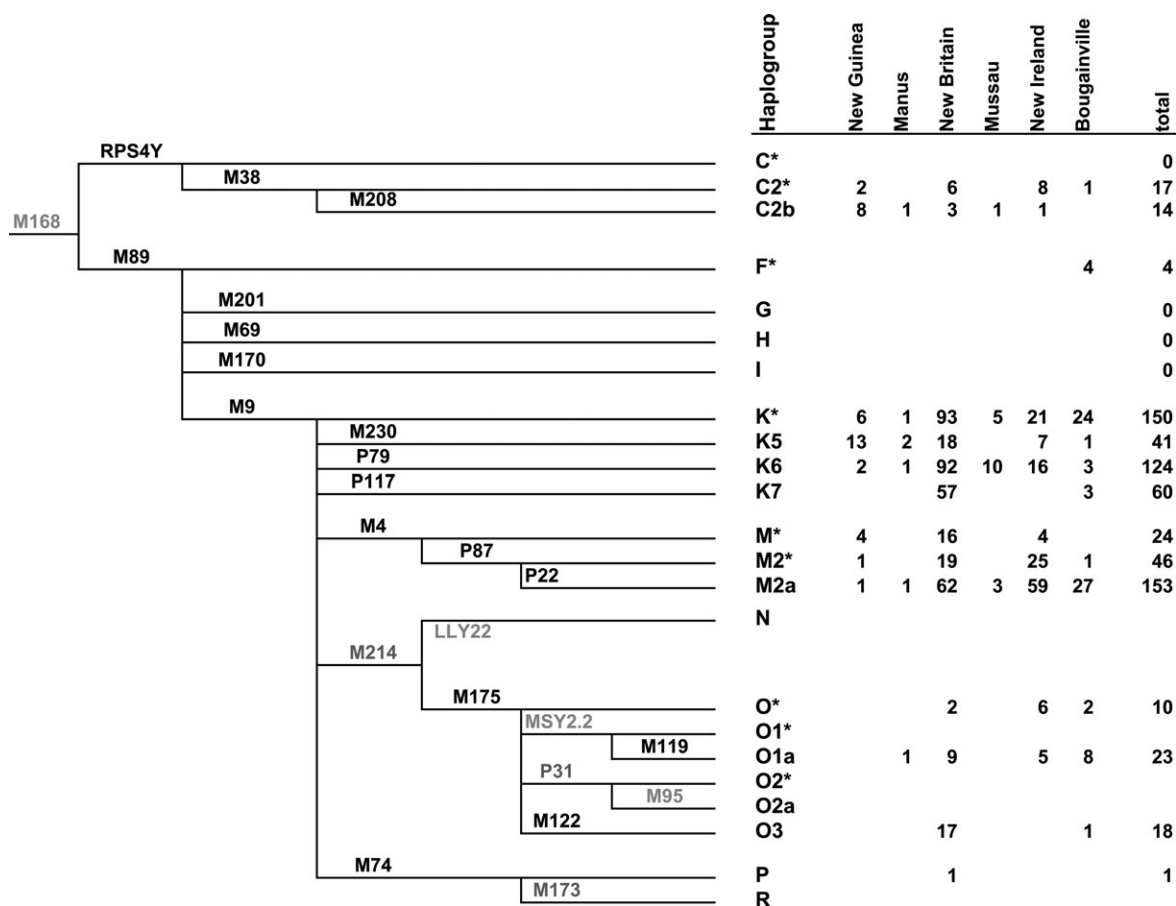 Haplogroup New Guinea Manus New Britain Mussau New Ireland Bougainville total
RPS4Y C* 0
M38 C2* 2 6 8 1 17
M208 C2b 8 1 3 1 1 14
M168
M89 F* 4 4
M201 G 0
M69 H 0
M170 I 0
M9 K* 6 1 93 5 21 24 150
M230 K5 13 2 18 7 1 41
P79 K6 2 1 92 10 16 3 124
P117 K7 57 3 60
M4 M* 4 16 4 24
P87 M2* 1 19 25 1 46
P22 M2a 1 1 62 3 59 27 153
LLY22 N
M214
M175 O* 2 6 2 10
MSY2.2 O1*
M119 O1a 1 9 5 8 23
P31 O2*
M95 O2a
M122 O3 17 1 18
M74 P 1 1
M173 R